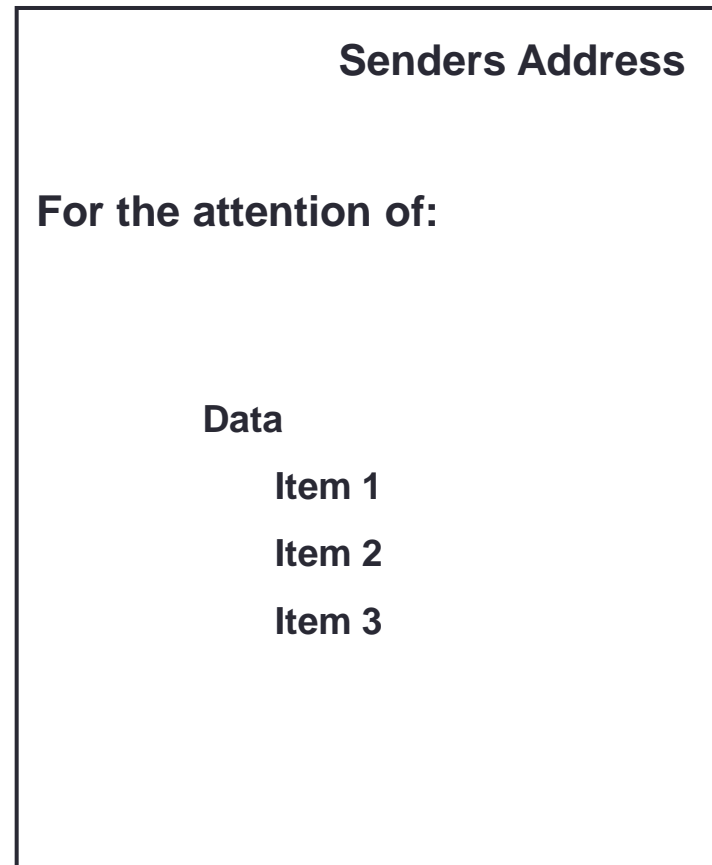 Senders Address
For the attention of:
Data
Item 1
Item 2
Item 3